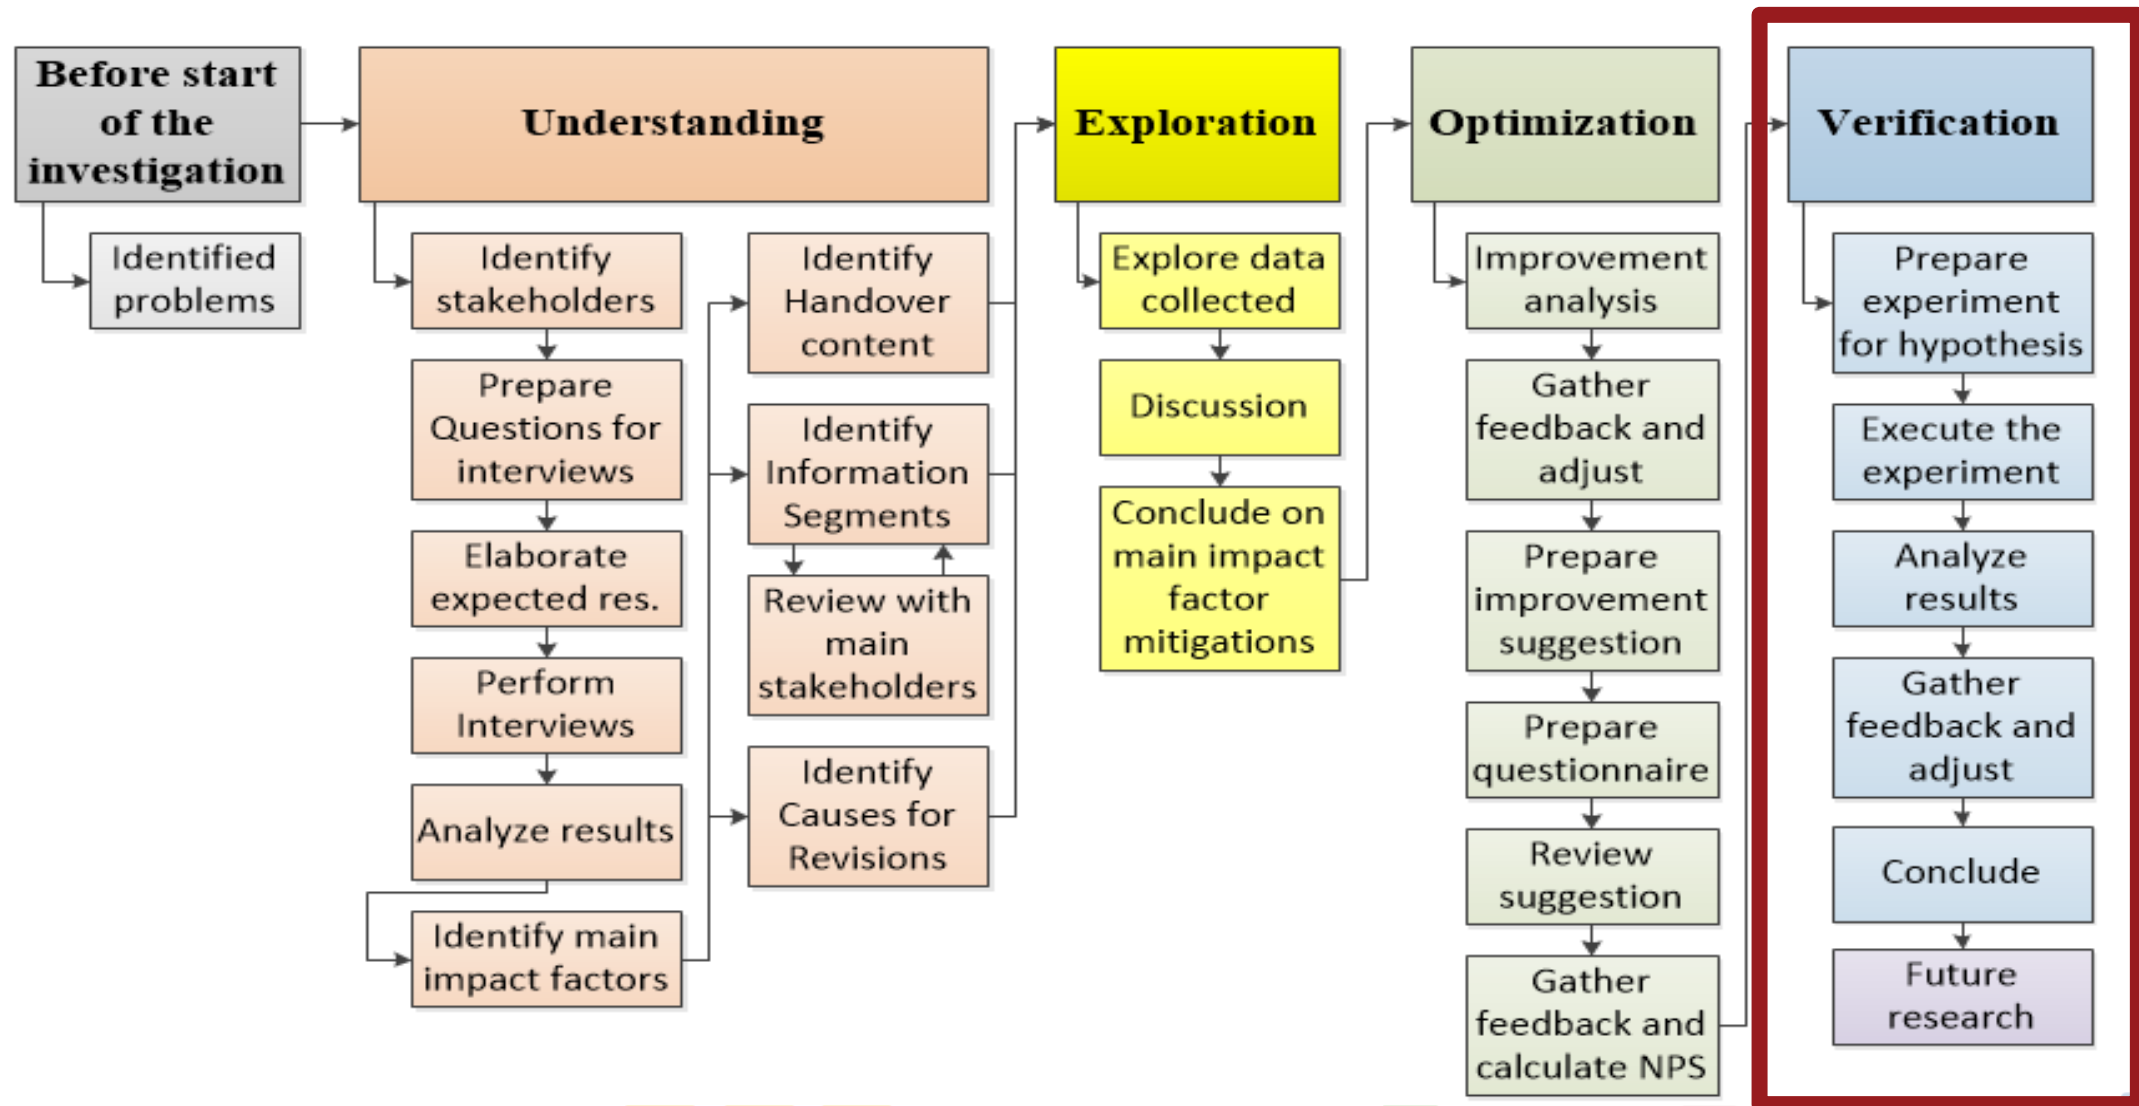 Before start
of the
investigation
Identified
problems
Understanding
Identify
stakeholders
Prepare
Questions for
interviews
Elaborate
expected res.
Perform
Interviews
Analyze results
Identify main
impact factors
Identify
Handover
content
Identify
Information
Segments
Review with
main
stakeholders
Identify
Causes for
Revisions
Exploration
Explore data
collected
Discussion
Conclude on
main impact
factor
mitigations
Optimization
Improvement
analysis
Gather
feedback and
adjust
Prepare
improvement
suggestion
Prepare
questionnaire
Review
suggestion
Gather
feedback and
calculate NPS
Verification
Prepare
experiment
for hypothesis
Execute the
experiment
Analyze
results
Gather
feedback and
adjust
Conclude
Future
research